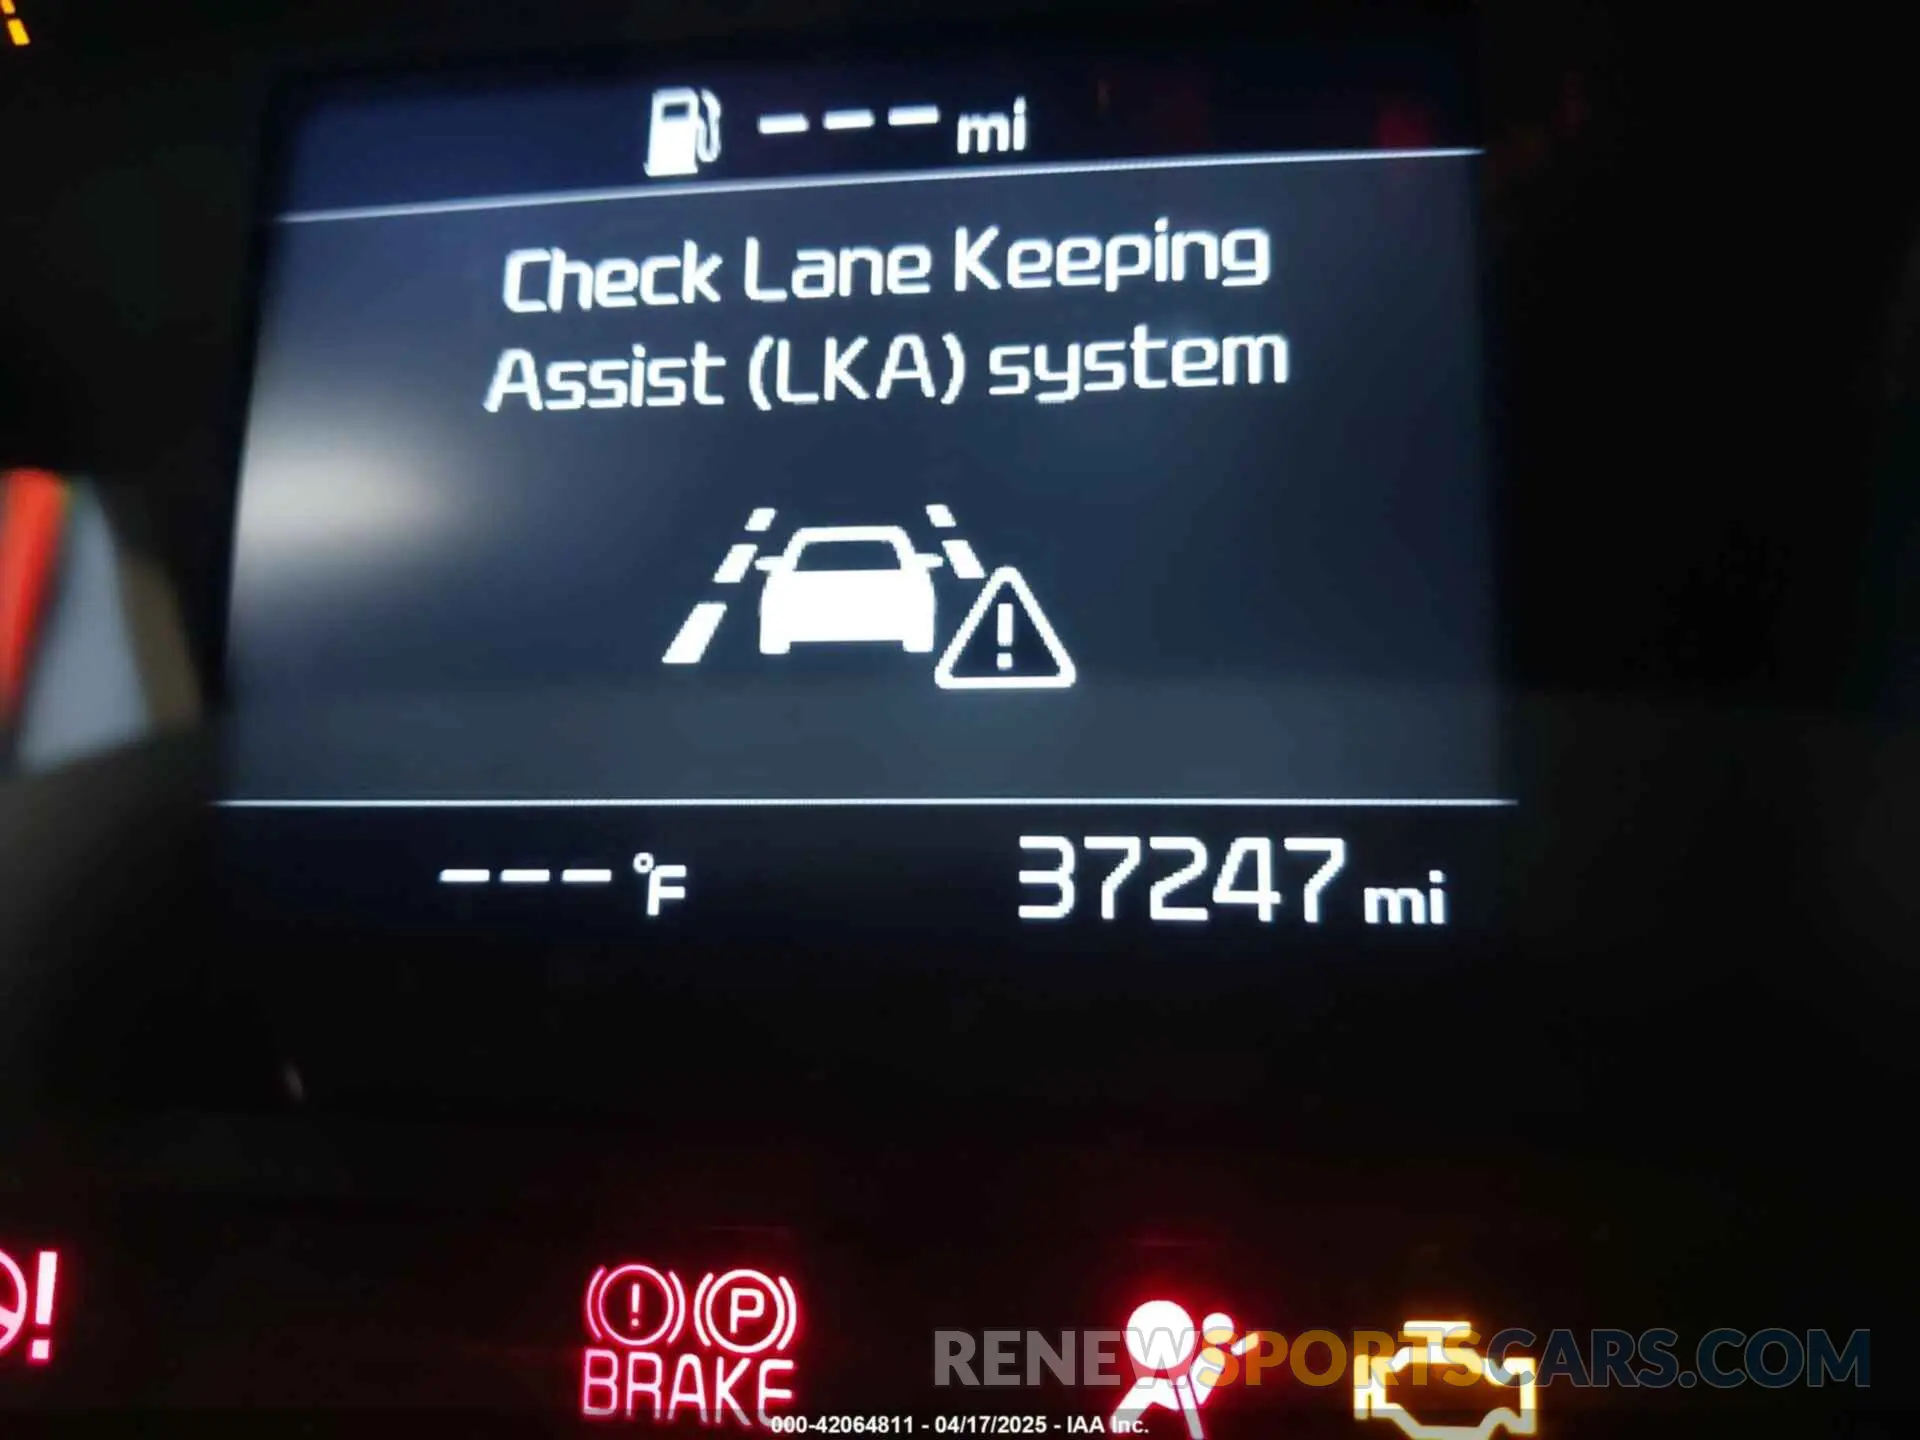 --- mi
Check Lane Keeping
Assist (LKA) system
!
--- °F 37247 mi
!
! P
BRAKE
RENEWSPORTSCARS.COM
000-42064811 - 04/17/2025 - IAA Inc.